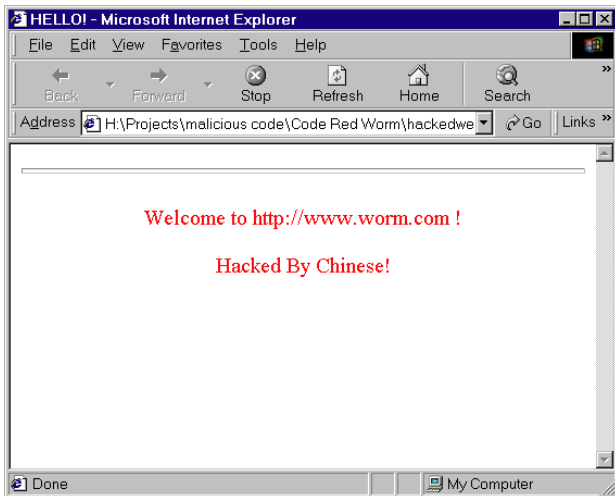 HELLO! - Microsoft Internet Explorer
File Edit View Favorites Tools Help
Back Forward Stop Refresh Home Search »
Address H:\Projects\malicious code\Code Red Worm\hackedwe Go Links »
Welcome to http://www.worm.com !
Hacked By Chinese!
Done My Computer